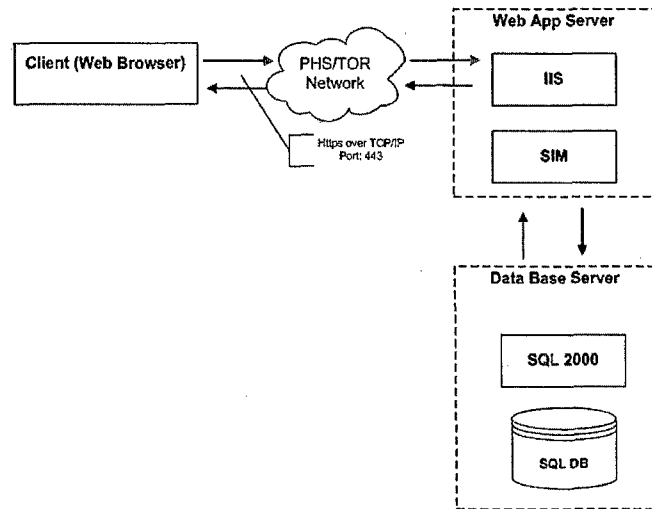 Web App Server
Client (Web Browser)
PHS/TOR
Network
IIS
Https over TCP/IP
Port: 443
SIM
Data Base Server
SQL 2000
SQL DB